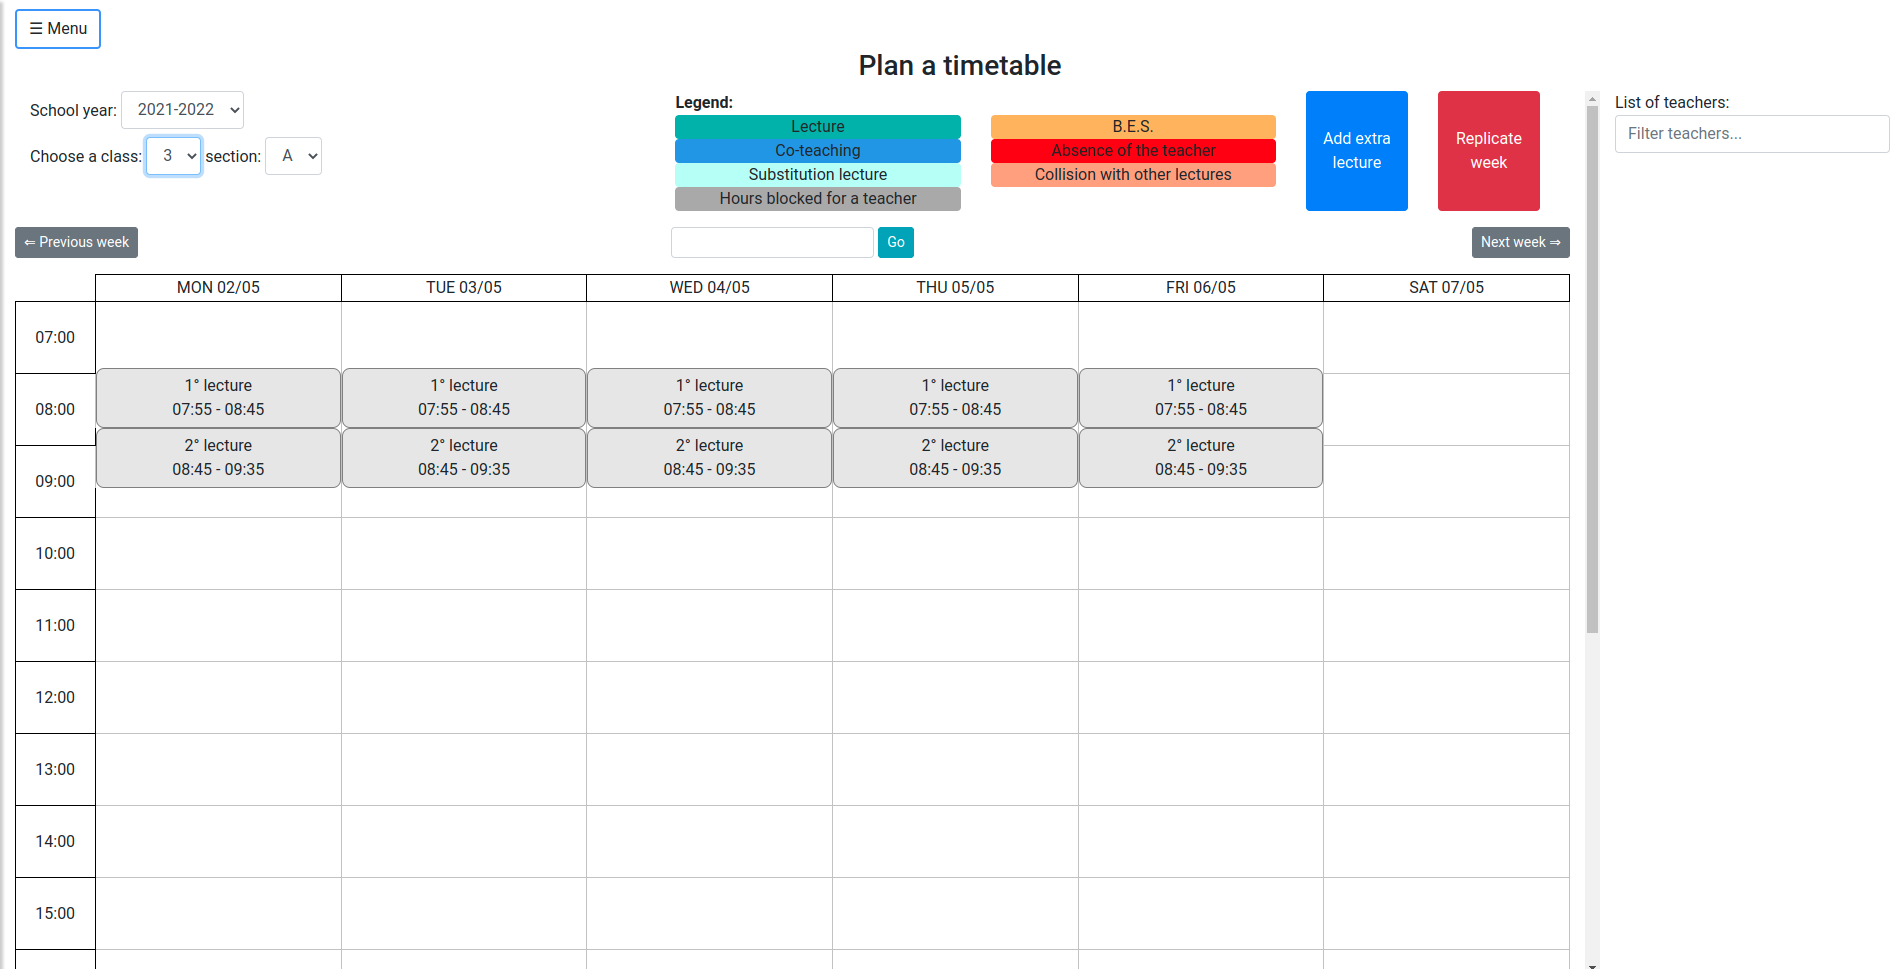 ☰ Menu
Plan a timetable
School year: 2021-2022
Choose a class: 3 section: A
Legend:
Lecture
Co-teaching
Substitution lecture
Hours blocked for a teacher
B.E.S.
Absence of the teacher
Collision with other lectures
Add extra
lecture
Replicate
week
List of teachers:
Filter teachers...
⇐ Previous week
Go
Next week ⇒
MON 02/05 TUE 03/05 WED 04/05 THU 05/05 FRI 06/05 SAT 07/05
07:00
1° lecture 1° lecture 1° lecture 1° lecture 1° lecture
08:00 07:55 - 08:45 07:55 - 08:45 07:55 - 08:45 07:55 - 08:45 07:55 - 08:45
2° lecture 2° lecture 2° lecture 2° lecture 2° lecture
09:00 08:45 - 09:35 08:45 - 09:35 08:45 - 09:35 08:45 - 09:35 08:45 - 09:35
10:00
11:00
12:00
13:00
14:00
15:00